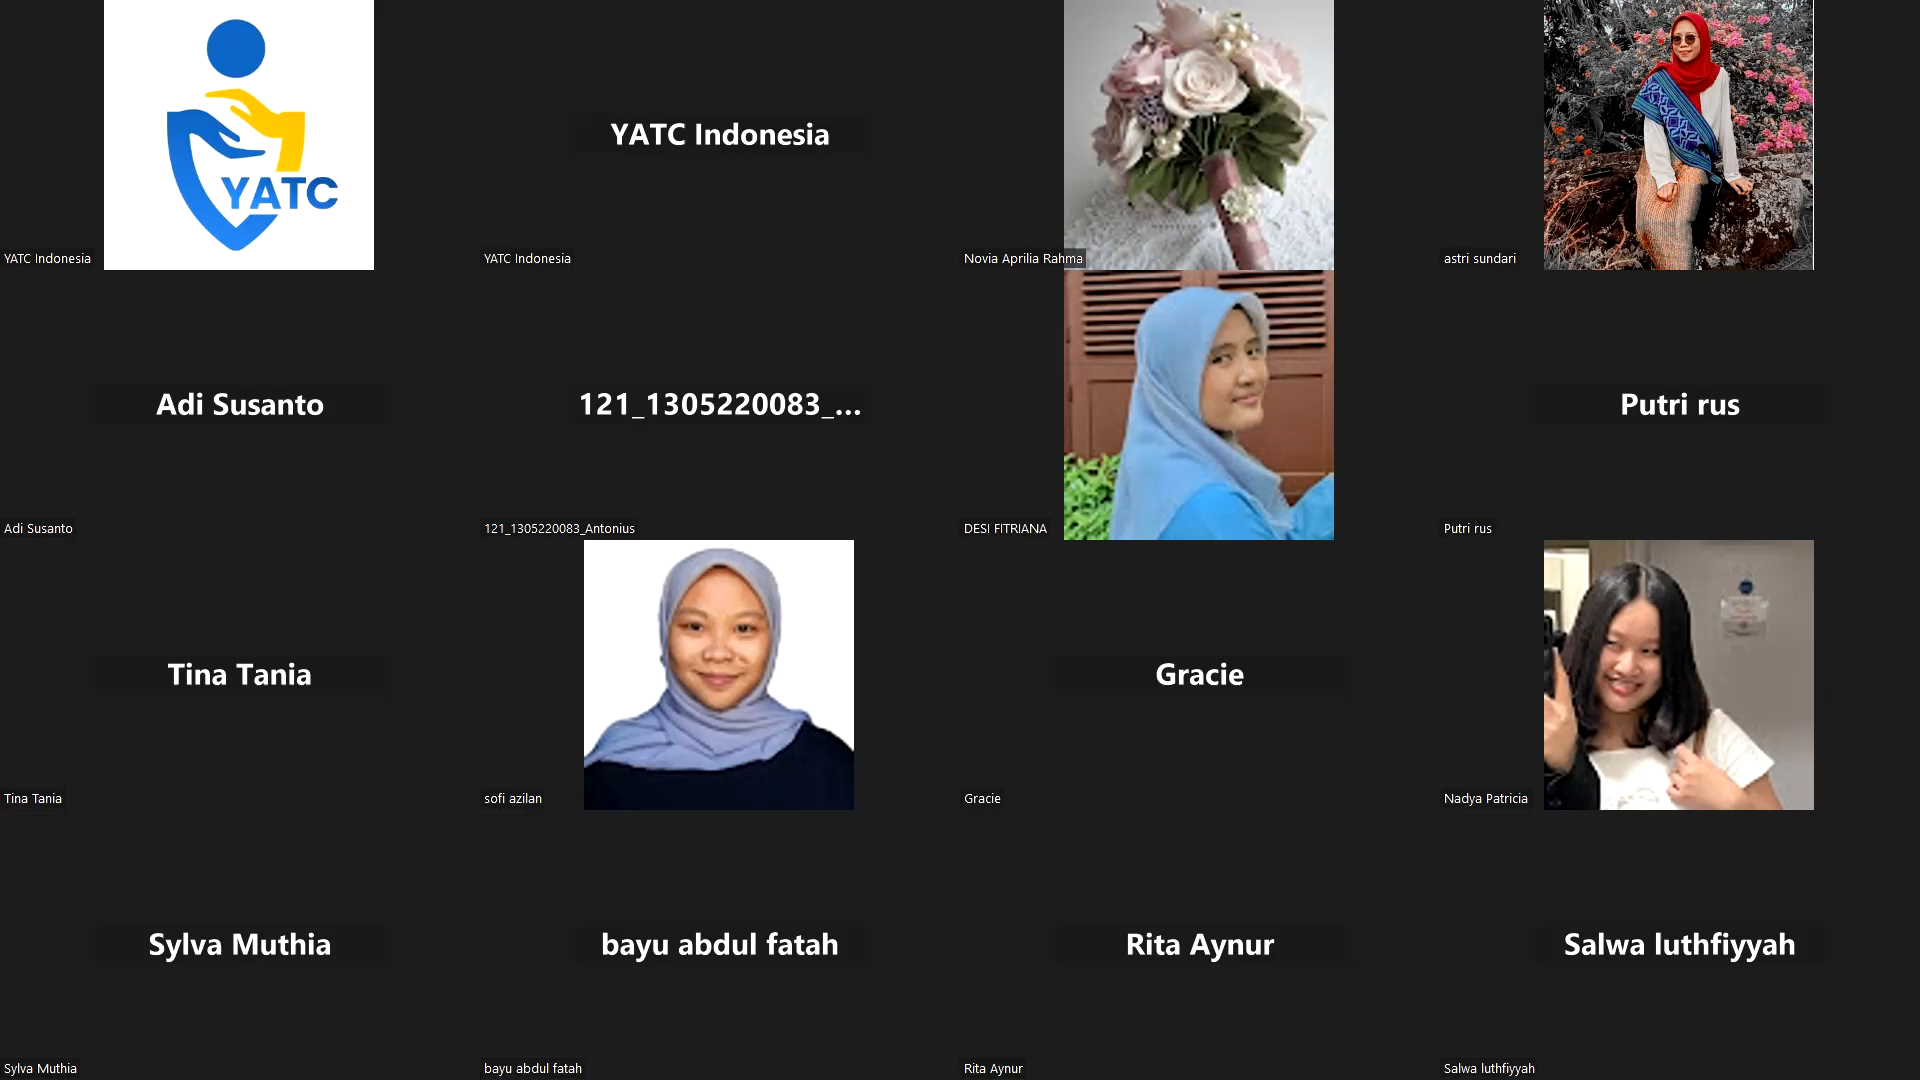 YATC
YATC Indonesia
YATC Indonesia
YATC Indonesia
Novia Aprilia Rahma
astri sundari
Adi Susanto
121_1305220083_...
Putri rus
Adi Susanto
121_1305220083_Antonius
DESI FITRIANA
Putri rus
Tina Tania
Gracie
Tina Tania
sofi azilan
Gracie
Nadya Patricia
Sylva Muthia
bayu abdul fatah
Rita Aynur
Salwa luthfiyyah
Sylva Muthia
bayu abdul fatah
Rita Aynur
Salwa luthfiyyah